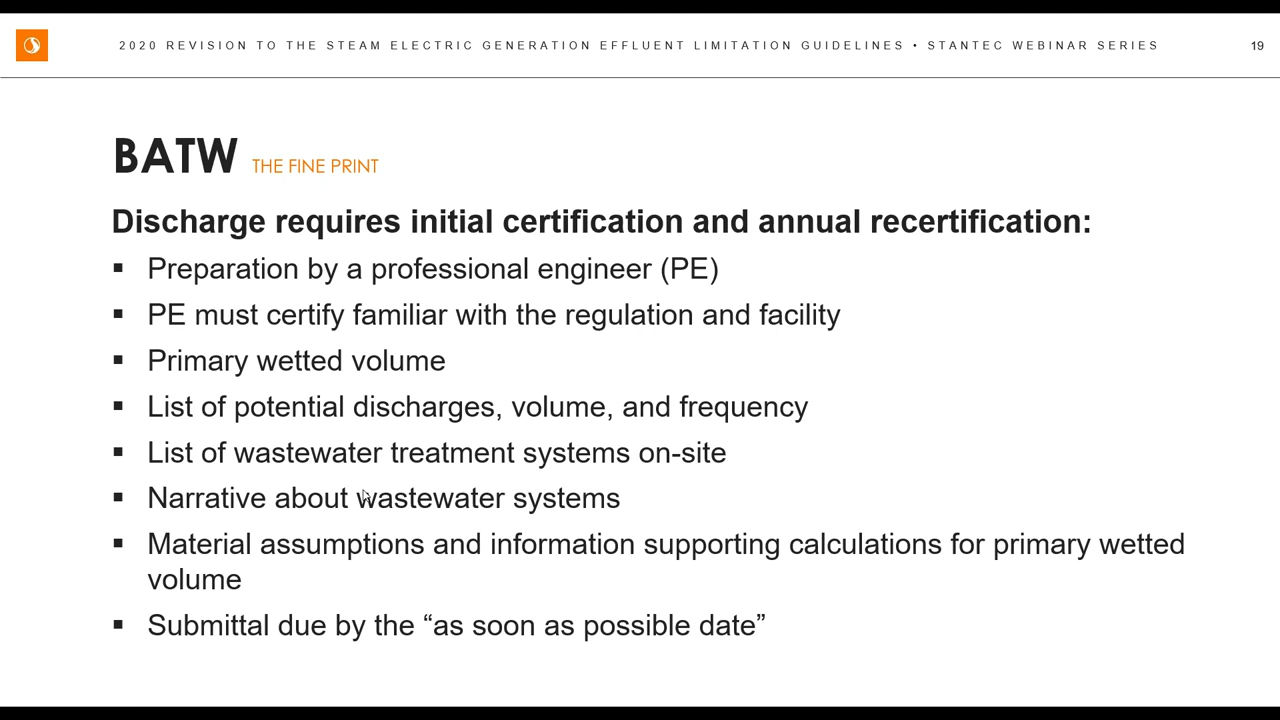 2020 REVISION TO THE STEAM ELECTRIC GENERATION EFFLUENT LIMITATION GUIDELINES • STANTEC WEBINAR SERIES
19
BATW THE FINE PRINT
Discharge requires initial certification and annual recertification:
▪ Preparation by a professional engineer (PE)
▪ PE must certify familiar with the regulation and facility
▪ Primary wetted volume
▪ List of potential discharges, volume, and frequency
▪ List of wastewater treatment systems on-site
▪ Narrative about wastewater systems
▪ Material assumptions and information supporting calculations for primary wetted
volume
▪ Submittal due by the “as soon as possible date”